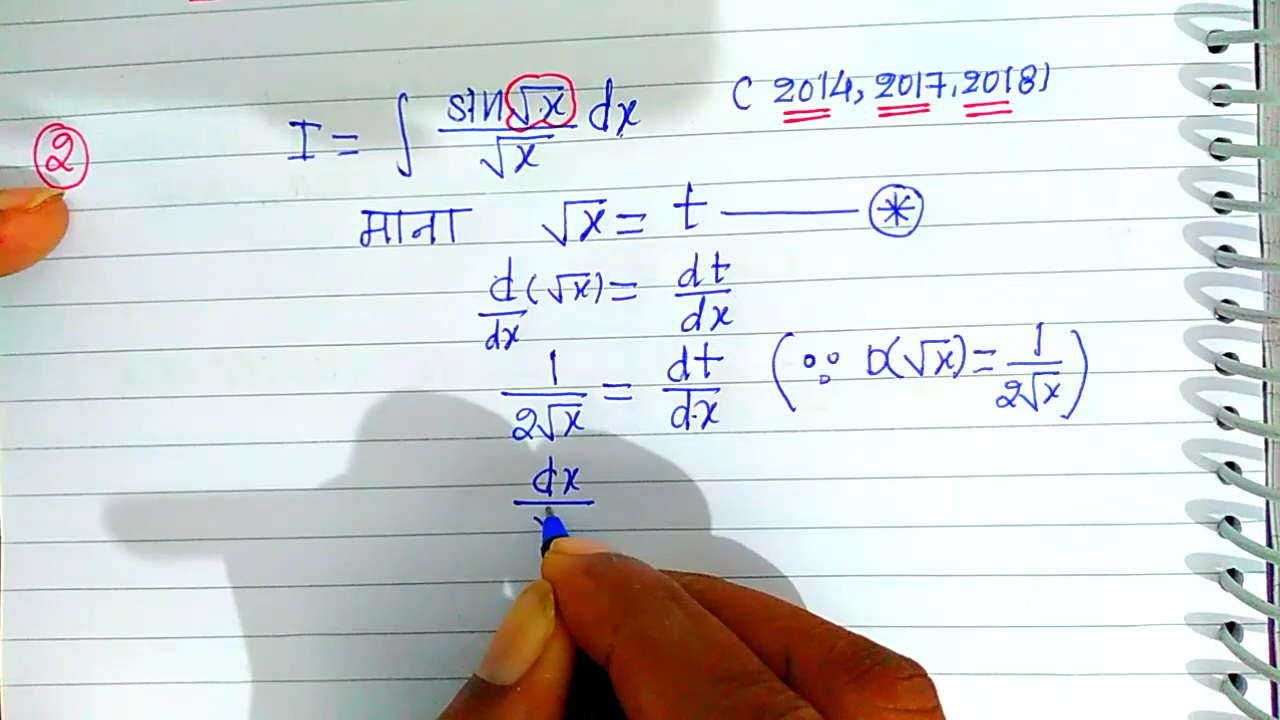 ② I = ∫ sin√x/√x dx ( 2014, 2017, 2018)
माना √x = t ——— ⊛
d/dx (√x) = dt/dx
1/2√x = dt/dx (∵ D(√x) = 1/2√x)
dx